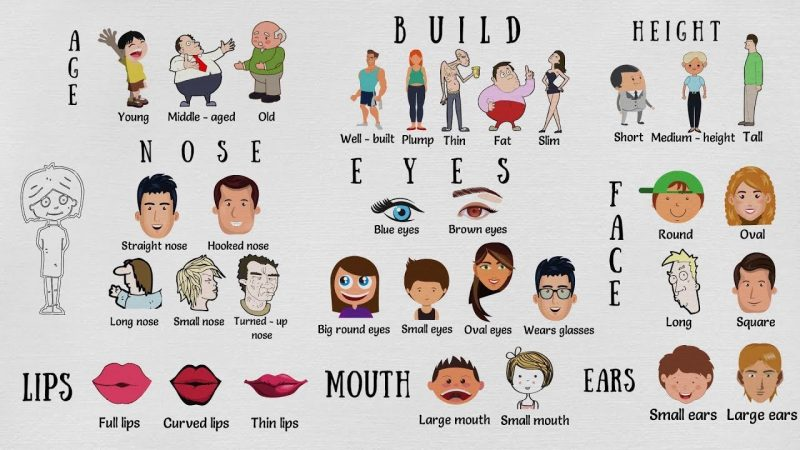 AGE
Young
Middle - aged
Old
BUILD
Well - built
Plump
Thin
Fat
Slim
HEIGHT
Short
Medium - height
Tall
NOSE
Straight nose
Hooked nose
Long nose
Small nose
Turned - up
nose
EYES
Blue eyes
Brown eyes
Big round eyes
Small eyes
Oval eyes
Wears glasses
FACE
Round
Oval
Long
Square
LIPS
Full lips
Curved lips
Thin lips
MOUTH
Large mouth
Small mouth
EARS
Small ears
Large ears